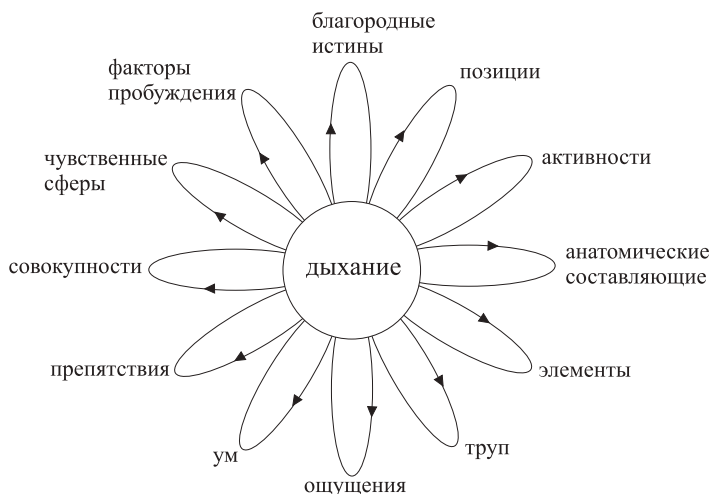 благородные
истины
позиции
факторы
пробуждения
активности
чувственные
сферы
анатомические
составляющие
дыхание
совокупности
препятствия
элементы
ум
труп
ощущения